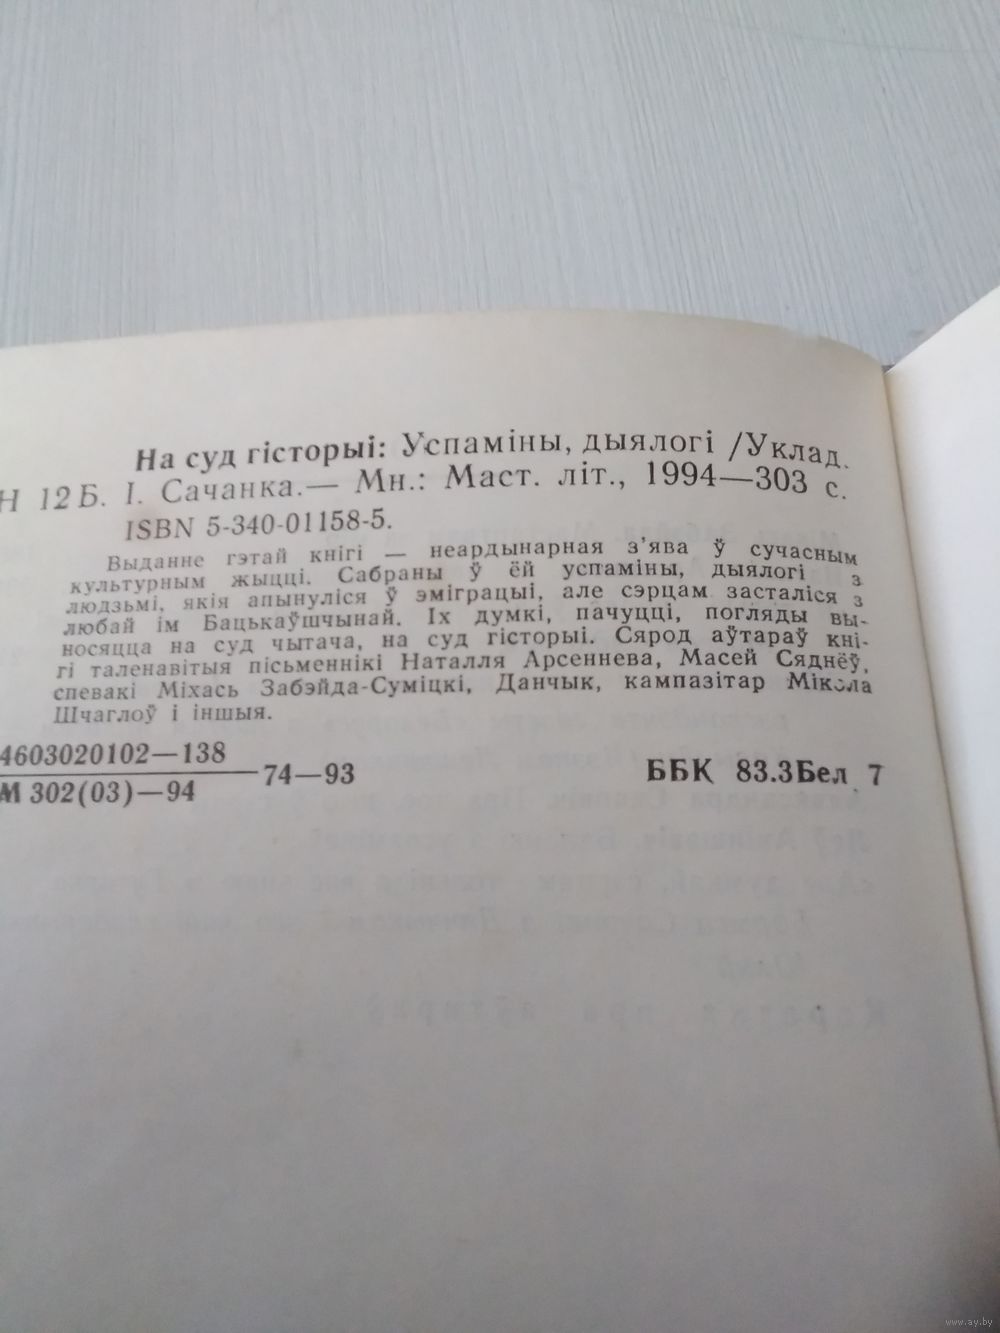 На суд гісторыі: Успаміны, дыялогі /Уклад.
Н 12 Б. І. Сачанка.— Мн.: Маст. літ., 1994—303 с.
ISBN 5-340-01158-5.
Выданне гэтай кнігі — неардынарная з'ява ў сучасным
культурным жыцці. Сабраны ў ёй успаміны, дыялогі з
людзьмі, якія апынуліся ў эміграцыі, але сэрцам засталіся з
любай ім Бацькаўшчынай. Іх думкі, пачуцці, погляды вы-
носяцца на суд чытача, на суд гісторыі. Сярод аўтараў кні-
гі таленавітыя пісьменнікі Наталля Арсеннева, Масей Сяднёў,
спевакі Міхась Забэйда-Суміцкі, Данчык, кампазітар Мікола
Шчаглоў і іншыя.
4603020102—138
М 302(03)—94
74—93
ББК 83.3Бел 7
www.ay.by